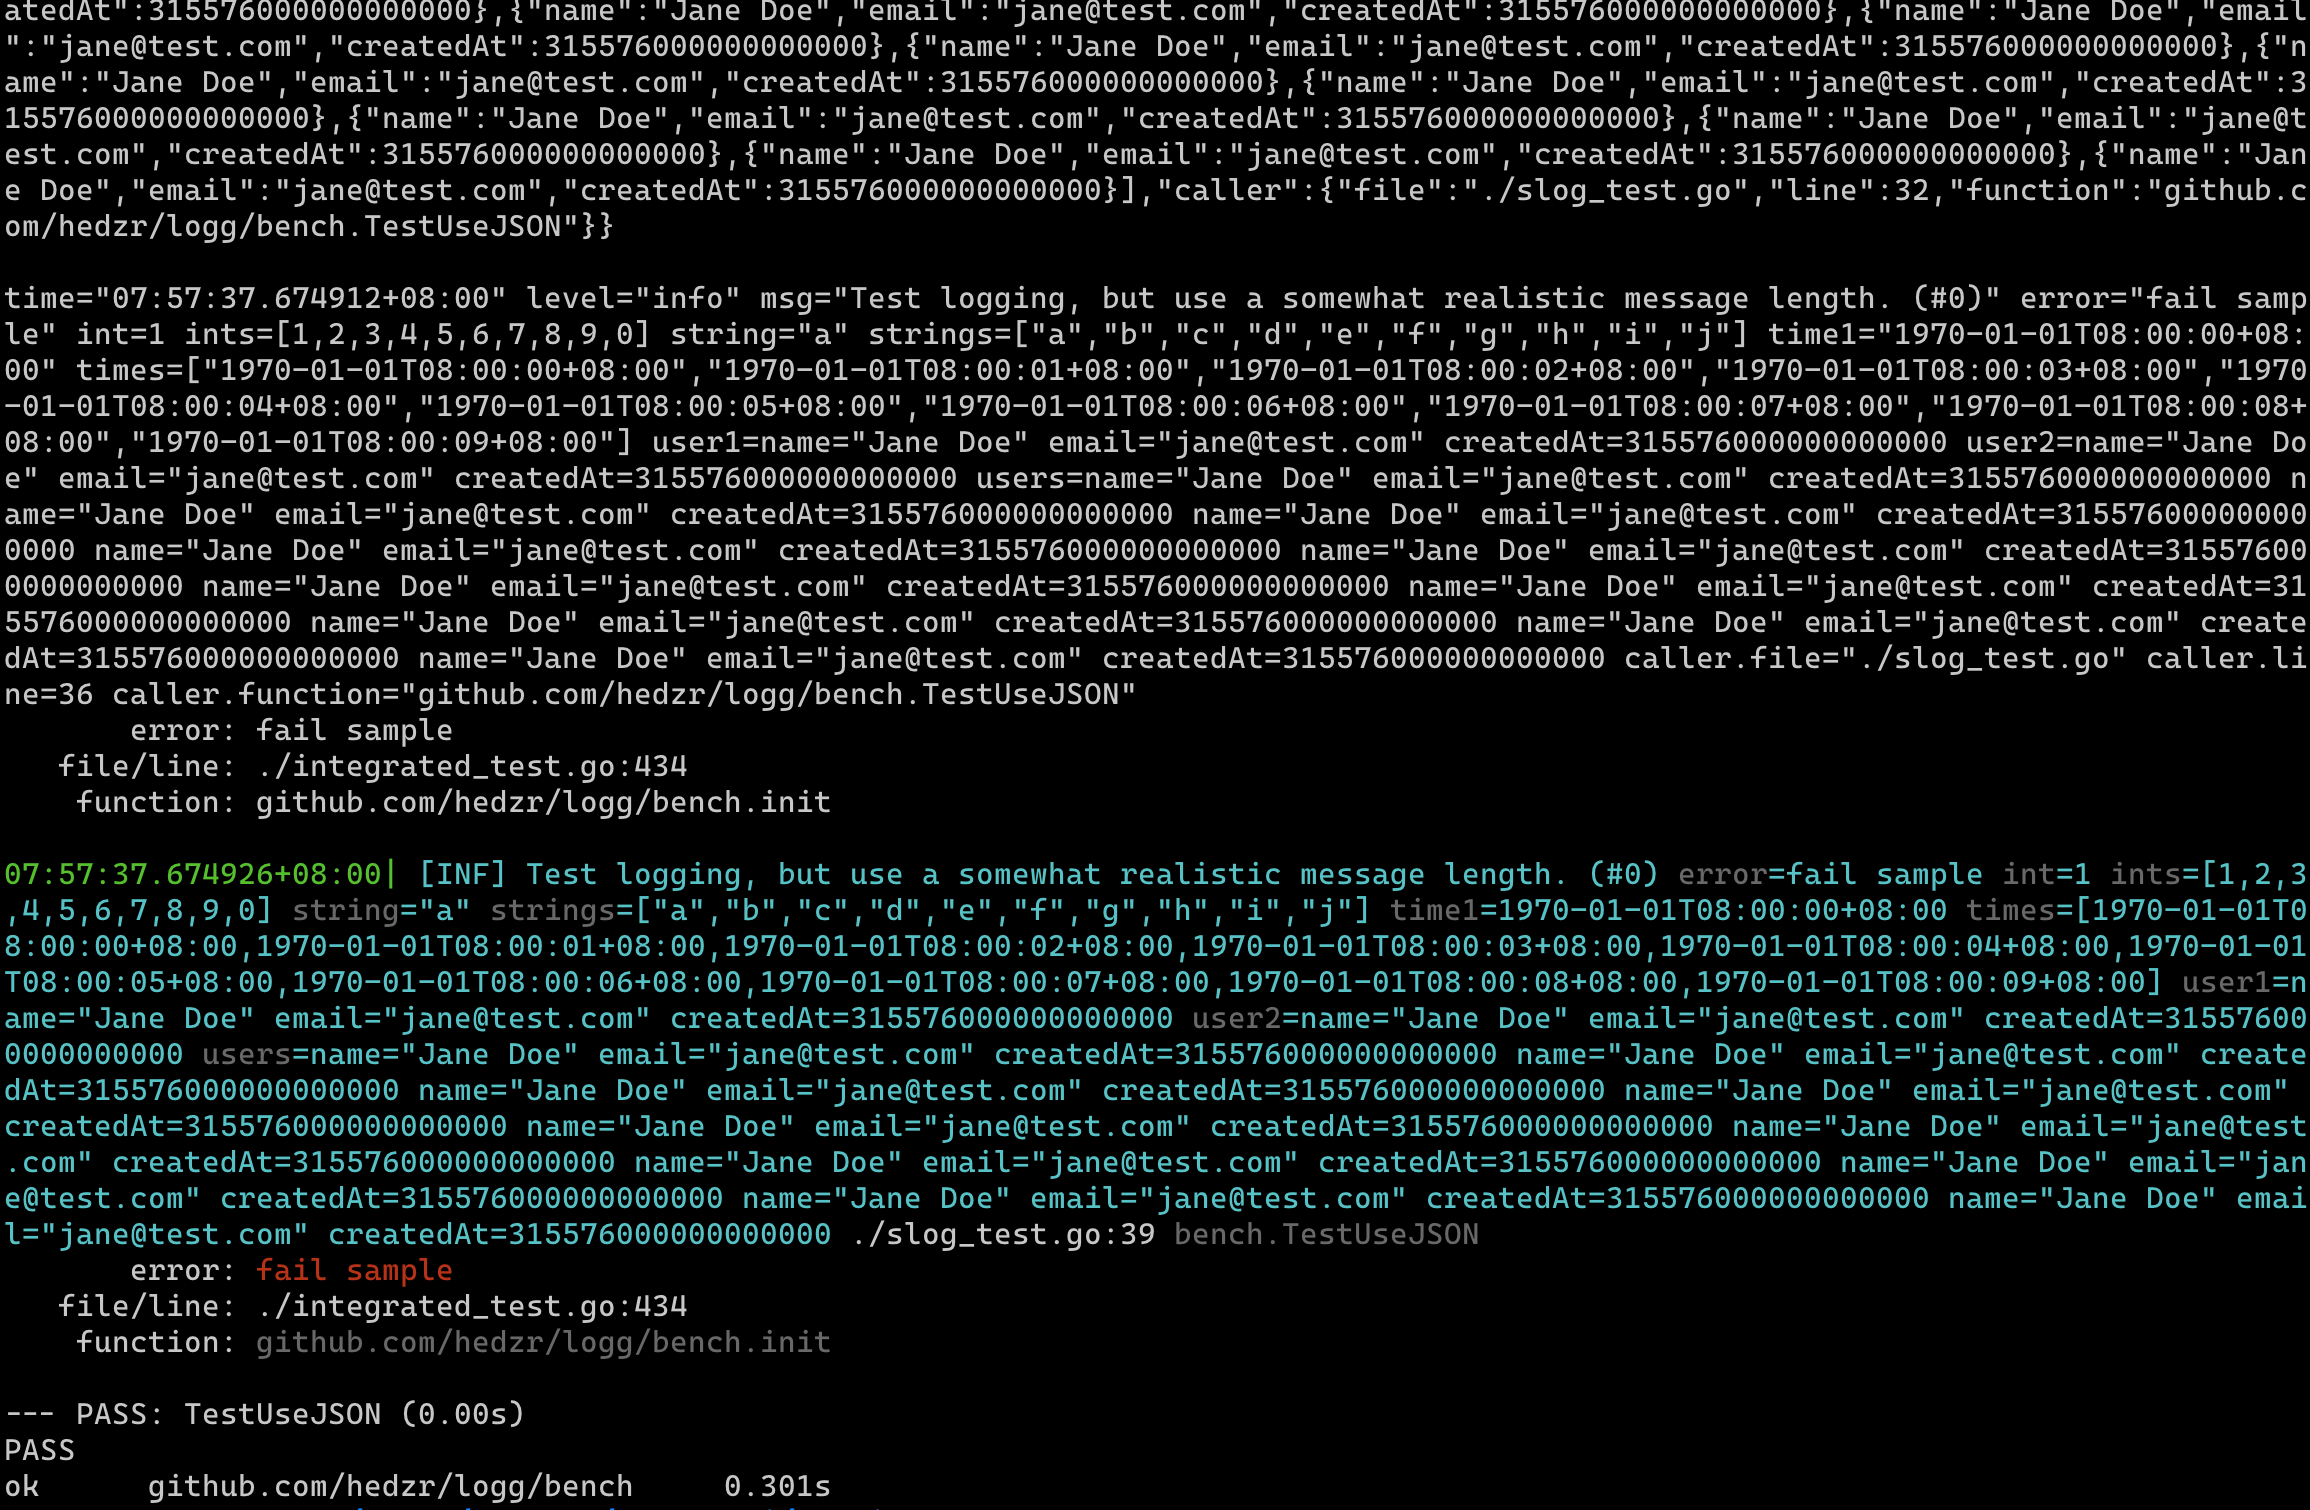 atedAt":315576000000000000},{"name":"Jane Doe","email":"jane@test.com","createdAt":315576000000000000},{"name":"Jane Doe","email
":"jane@test.com","createdAt":315576000000000000},{"name":"Jane Doe","email":"jane@test.com","createdAt":315576000000000000},{"n
ame":"Jane Doe","email":"jane@test.com","createdAt":315576000000000000},{"name":"Jane Doe","email":"jane@test.com","createdAt":3
15576000000000000},{"name":"Jane Doe","email":"jane@test.com","createdAt":315576000000000000},{"name":"Jane Doe","email":"jane@t
est.com","createdAt":315576000000000000},{"name":"Jane Doe","email":"jane@test.com","createdAt":315576000000000000},{"name":"Jan
e Doe","email":"jane@test.com","createdAt":315576000000000000}],"caller":{"file":"./slog_test.go","line":32,"function":"github.c
om/hedzr/logg/bench.TestUseJSON"}}
time="07:57:37.674912+08:00" level="info" msg="Test logging, but use a somewhat realistic message length. (#0)" error="fail samp
le" int=1 ints=[1,2,3,4,5,6,7,8,9,0] string="a" strings=["a","b","c","d","e","f","g","h","i","j"] time1="1970-01-01T08:00:00+08:
00" times=["1970-01-01T08:00:00+08:00","1970-01-01T08:00:01+08:00","1970-01-01T08:00:02+08:00","1970-01-01T08:00:03+08:00","1970
-01-01T08:00:04+08:00","1970-01-01T08:00:05+08:00","1970-01-01T08:00:06+08:00","1970-01-01T08:00:07+08:00","1970-01-01T08:00:08+
08:00","1970-01-01T08:00:09+08:00"] user1=name="Jane Doe" email="jane@test.com" createdAt=315576000000000000 user2=name="Jane Do
e" email="jane@test.com" createdAt=315576000000000000 users=name="Jane Doe" email="jane@test.com" createdAt=315576000000000000 n
ame="Jane Doe" email="jane@test.com" createdAt=315576000000000000 name="Jane Doe" email="jane@test.com" createdAt=31557600000000
0000 name="Jane Doe" email="jane@test.com" createdAt=315576000000000000 name="Jane Doe" email="jane@test.com" createdAt=31557600
0000000000 name="Jane Doe" email="jane@test.com" createdAt=315576000000000000 name="Jane Doe" email="jane@test.com" createdAt=31
5576000000000000 name="Jane Doe" email="jane@test.com" createdAt=315576000000000000 name="Jane Doe" email="jane@test.com" create
dAt=315576000000000000 name="Jane Doe" email="jane@test.com" createdAt=315576000000000000 caller.file="./slog_test.go" caller.li
ne=36 caller.function="github.com/hedzr/logg/bench.TestUseJSON"
error: fail sample
file/line: ./integrated_test.go:434
function: github.com/hedzr/logg/bench.init
07:57:37.674926+08:00| [INF] Test logging, but use a somewhat realistic message length. (#0) error=fail sample int=1 ints=[1,2,3
,4,5,6,7,8,9,0] string="a" strings=["a","b","c","d","e","f","g","h","i","j"] time1=1970-01-01T08:00:00+08:00 times=[1970-01-01T0
8:00:00+08:00,1970-01-01T08:00:01+08:00,1970-01-01T08:00:02+08:00,1970-01-01T08:00:03+08:00,1970-01-01T08:00:04+08:00,1970-01-01
T08:00:05+08:00,1970-01-01T08:00:06+08:00,1970-01-01T08:00:07+08:00,1970-01-01T08:00:08+08:00,1970-01-01T08:00:09+08:00] user1=n
ame="Jane Doe" email="jane@test.com" createdAt=315576000000000000 user2=name="Jane Doe" email="jane@test.com" createdAt=31557600
0000000000 users=name="Jane Doe" email="jane@test.com" createdAt=315576000000000000 name="Jane Doe" email="jane@test.com" create
dAt=315576000000000000 name="Jane Doe" email="jane@test.com" createdAt=315576000000000000 name="Jane Doe" email="jane@test.com"
createdAt=315576000000000000 name="Jane Doe" email="jane@test.com" createdAt=315576000000000000 name="Jane Doe" email="jane@test
.com" createdAt=315576000000000000 name="Jane Doe" email="jane@test.com" createdAt=315576000000000000 name="Jane Doe" email="jan
e@test.com" createdAt=315576000000000000 name="Jane Doe" email="jane@test.com" createdAt=315576000000000000 name="Jane Doe" emai
l="jane@test.com" createdAt=315576000000000000 ./slog_test.go:39 bench.TestUseJSON
error: fail sample
file/line: ./integrated_test.go:434
function: github.com/hedzr/logg/bench.init
--- PASS: TestUseJSON (0.00s)
PASS
ok github.com/hedzr/logg/bench 0.301s